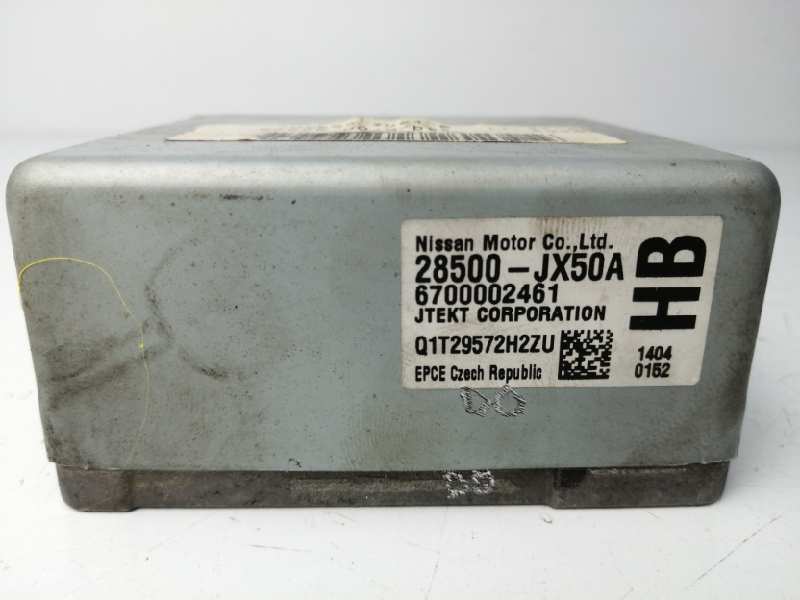 Nissan Motor Co.,Ltd.
28500-JX50A
6700002461
JTEKT CORPORATION
Q1T29572H2ZU
EPCE Czech Republic
HB
1404
0152